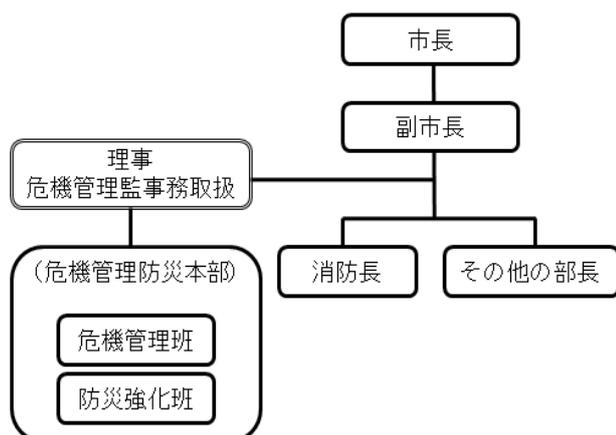 市長
副市長
理事
危機管理監事務取扱
(危機管理防災本部)
消防長
その他の部長
危機管理班
防災強化班